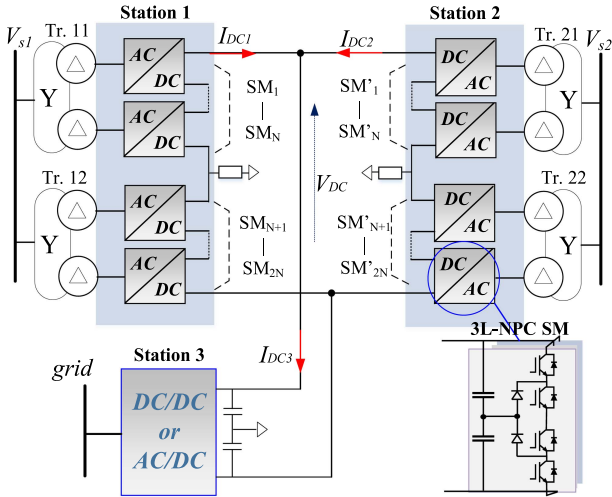 Station 1
Station 2
V_s1
Tr. 11
I_DC1
I_DC2
Tr. 21
V_s2
AC
DC
SM_1
SM_N
SM'_1
SM'_N
DC
AC
Y
Y
AC
DC
DC
AC
V_DC
Tr. 12
Tr. 22
AC
DC
SM_N+1
SM_2N
SM'_N+1
SM'_2N
DC
AC
Y
Y
AC
DC
DC
AC
3L-NPC SM
Station 3
I_DC3
grid
DC/DC
or
AC/DC